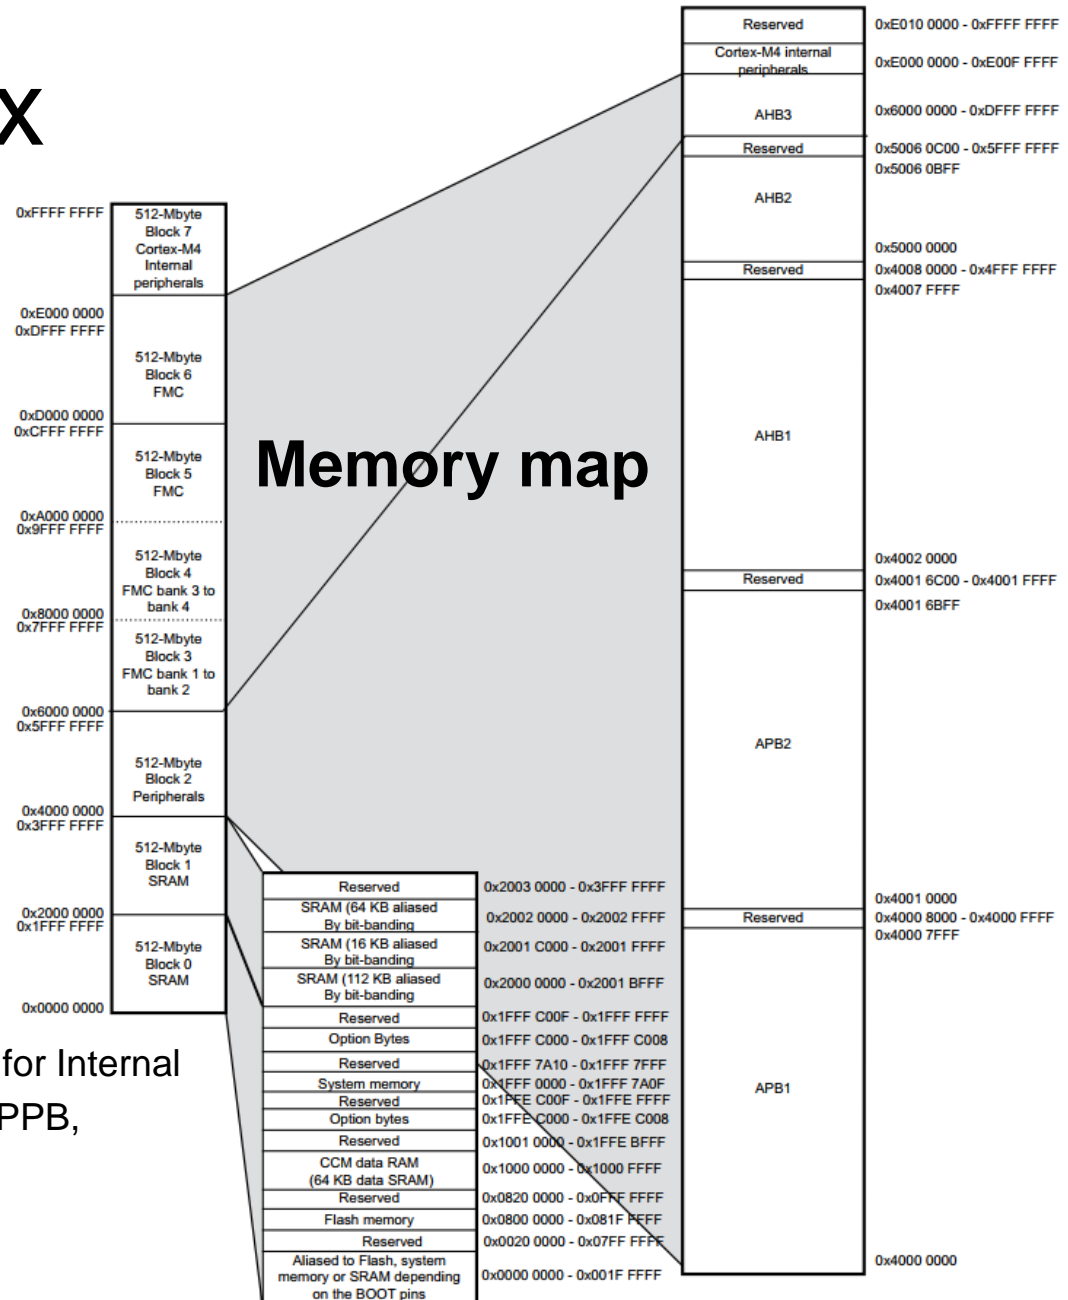 x
Memory map
0xFFFF FFFF
512-Mbyte
Block 7
Cortex-M4
Internal
peripherals
0xE000 0000
0xDFFF FFFF
512-Mbyte
Block 6
FMC
0xD000 0000
0xCFFF FFFF
512-Mbyte
Block 5
FMC
0xA000 0000
0x9FFF FFFF
512-Mbyte
Block 4
FMC bank 3 to
bank 4
0x8000 0000
0x7FFF FFFF
512-Mbyte
Block 3
FMC bank 1 to
bank 2
0x6000 0000
0x5FFF FFFF
512-Mbyte
Block 2
Peripherals
0x4000 0000
0x3FFF FFFF
512-Mbyte
Block 1
SRAM
0x2000 0000
0x1FFF FFFF
512-Mbyte
Block 0
SRAM
0x0000 0000
for Internal
PPB,
Reserved 0x2003 0000 - 0x3FFF FFFF
SRAM (64 KB aliased
By bit-banding
0x2002 0000 - 0x2002 FFFF
SRAM (16 KB aliased
By bit-banding
0x2001 C000 - 0x2001 FFFF
SRAM (112 KB aliased
By bit-banding
0x2000 0000 - 0x2001 BFFF
Reserved 0x1FFF C00F - 0x1FFF FFFF
Option Bytes 0x1FFF C000 - 0x1FFF C008
Reserved 0x1FFF 7A10 - 0x1FFF 7FFF
System memory 0x1FFF 0000 - 0x1FFF 7A0F
Reserved 0x1FFE C00F - 0x1FFE FFFF
Option bytes 0x1FFE C000 - 0x1FFE C008
Reserved 0x1001 0000 - 0x1FFE BFFF
CCM data RAM
(64 KB data SRAM)
0x1000 0000 - 0x1000 FFFF
Reserved 0x0820 0000 - 0x0FFF FFFF
Flash memory 0x0800 0000 - 0x081F FFFF
Reserved 0x0020 0000 - 0x07FF FFFF
Aliased to Flash, system
memory or SRAM depending
on the BOOT pins
0x0000 0000 - 0x001F FFFF
Reserved 0xE010 0000 - 0xFFFF FFFF
Cortex-M4 internal
peripherals
0xE000 0000 - 0xE00F FFFF
AHB3 0x6000 0000 - 0xDFFF FFFF
Reserved 0x5006 0C00 - 0x5FFF FFFF
0x5006 0BFF
AHB2
0x5000 0000
Reserved 0x4008 0000 - 0x4FFF FFFF
0x4007 FFFF
AHB1
0x4002 0000
Reserved 0x4001 6C00 - 0x4001 FFFF
0x4001 6BFF
APB2
0x4001 0000
Reserved 0x4000 8000 - 0x4000 FFFF
0x4000 7FFF
APB1
0x4000 0000